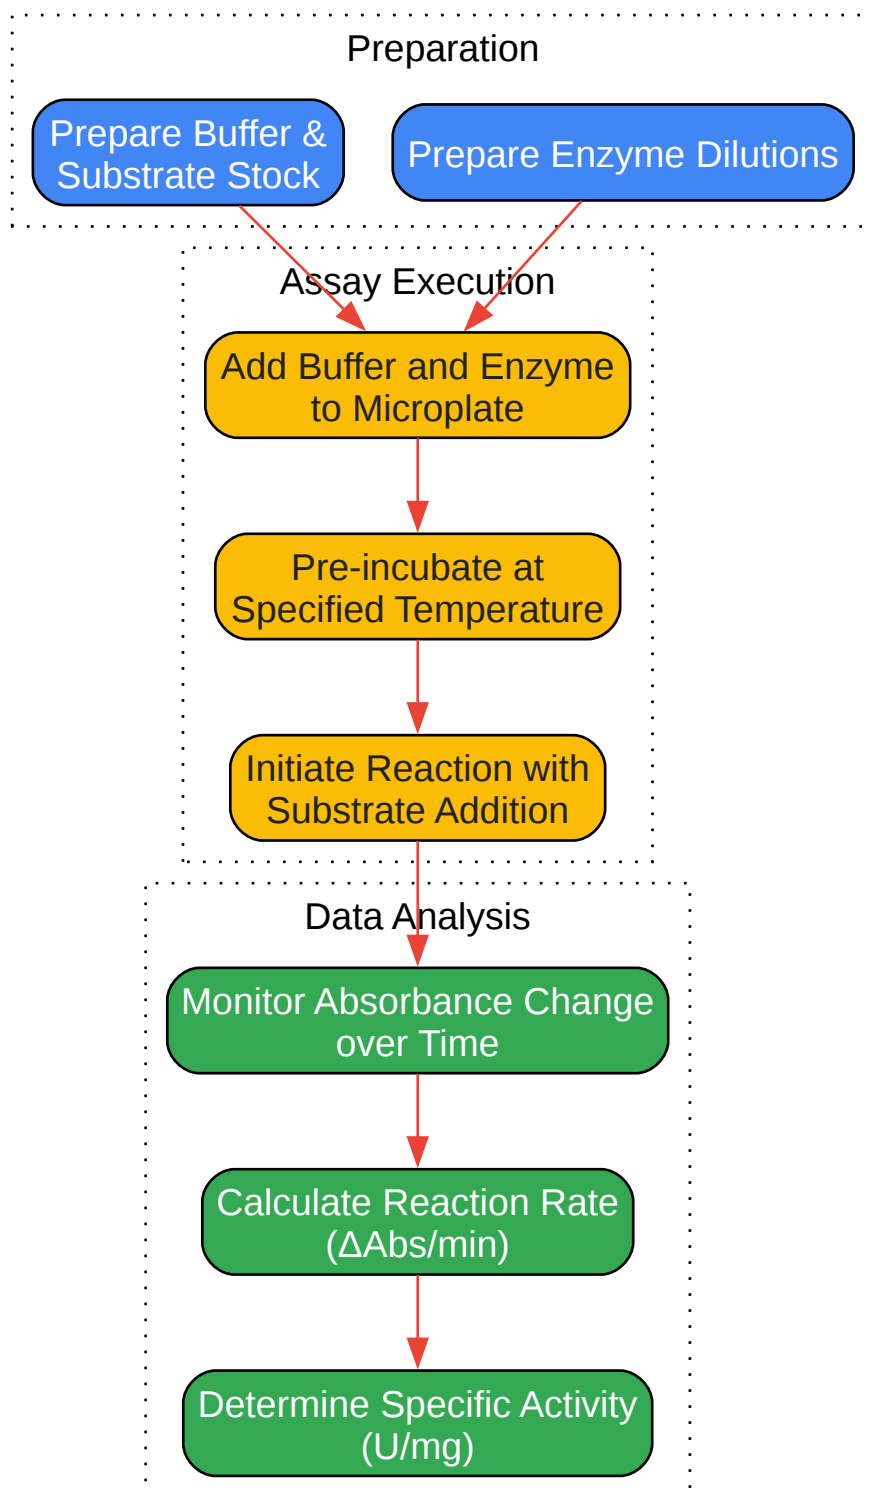 Preparation
Prepare Buffer &
Substrate Stock
Prepare Enzyme Dilutions
Assay Execution
Add Buffer and Enzyme
to Microplate
Pre-incubate at
Specified Temperature
Initiate Reaction with
Substrate Addition
Data Analysis
Monitor Absorbance Change
over Time
Calculate Reaction Rate
(ΔAbs/min)
Determine Specific Activity
(U/mg)